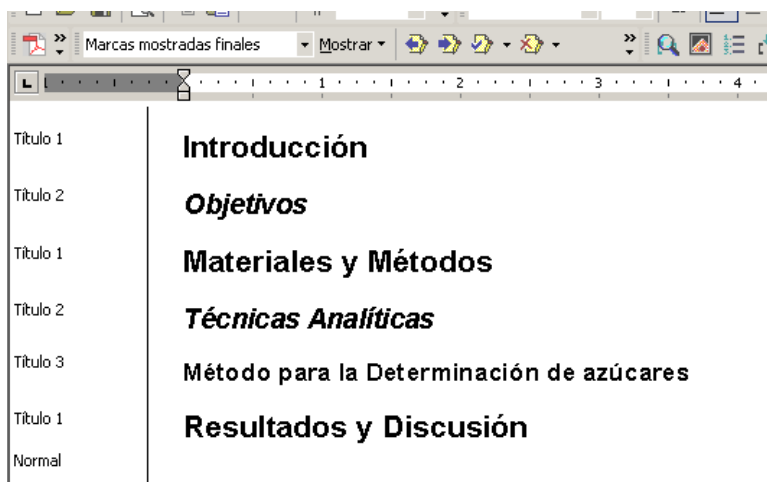 Marcas mostradas finales Mostrar
L 1 2 3 4
Título 1 Introducción
Título 2 Objetivos
Título 1 Materiales y Métodos
Título 2 Técnicas Analíticas
Título 3 Método para la Determinación de azúcares
Título 1 Resultados y Discusión
Normal